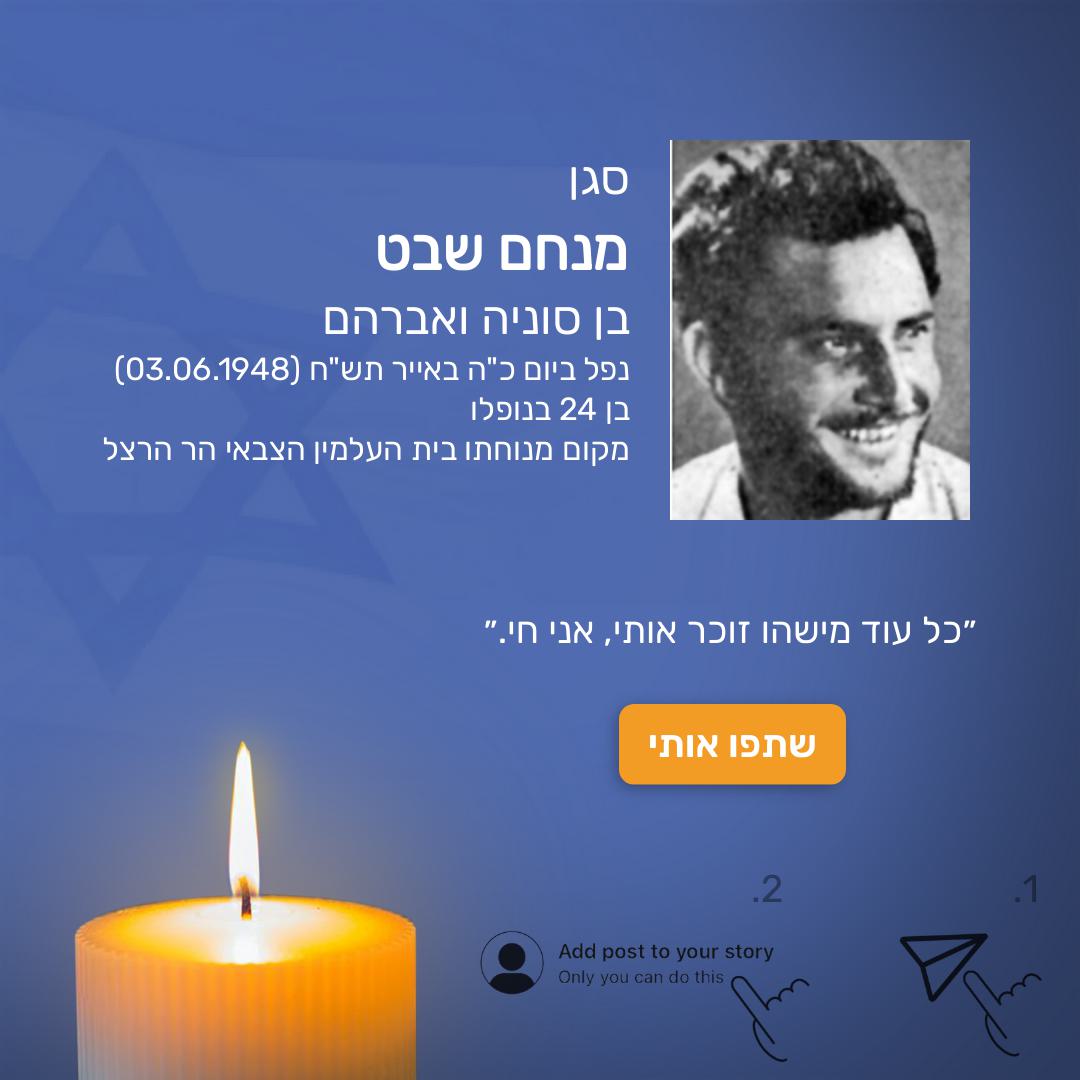 סגן
מנחם שבט
בן סוניה ואברהם
נפל ביום כ"ה באייר תש"ח (03.06.1948)
בן 24 בנופלו
מקום מנוחתו בית העלמין הצבאי הר הרצל
״כל עוד מישהו זוכר אותי, אני חי.״
שתפו אותי
.1
.2
Add post to your story
Only you can do this